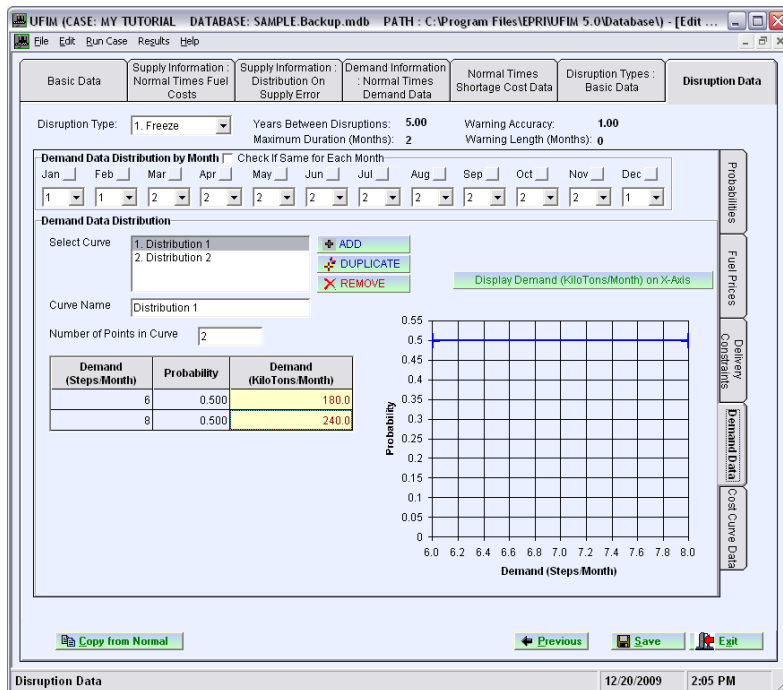 UFIM (CASE: MY TUTORIAL DATABASE: SAMPLE.Backup.mdb PATH : C:\Program Files\EPRI\UFIM 5.0\Database\) - [Edit ...
File Edit Run Case Results Help
Basic Data
Supply Information : Normal Times Fuel Costs
Supply Information : Distribution On Supply Error
Demand Information : Normal Times Demand Data
Normal Times Shortage Cost Data
Disruption Types : Basic Data
Disruption Data
Disruption Type: 1. Freeze Years Between Disruptions: 5.00 Warning Accuracy: 1.00
Maximum Duration (Months): 2 Warning Length (Months): 0
Demand Data Distribution by Month Check If Same for Each Month
Jan Feb Mar Apr May Jun Jul Aug Sep Oct Nov Dec
1 1 2 2 2 2 2 2 2 2 2 1
Demand Data Distribution
Select Curve
1. Distribution 1
2. Distribution 2
ADD
DUPLICATE
REMOVE
Display Demand (KiloTons/Month) on X-Axis
Curve Name Distribution 1
Number of Points in Curve 2
Demand (Steps/Month) Probability Demand (KiloTons/Month)
6 0.500 180.0
8 0.500 240.0
Probability
0.55
0.5
0.45
0.4
0.35
0.3
0.25
0.2
0.15
0.1
0.05
0
6.0 6.2 6.4 6.6 6.8 7.0 7.2 7.4 7.6 7.8 8.0
Demand (Steps/Month)
Probabilities
Fuel Prices
Delivery Constraints
Demand Data
Cost Curve Data
Copy from Normal
Previous
Save
Exit
Disruption Data 12/20/2009 2:05 PM